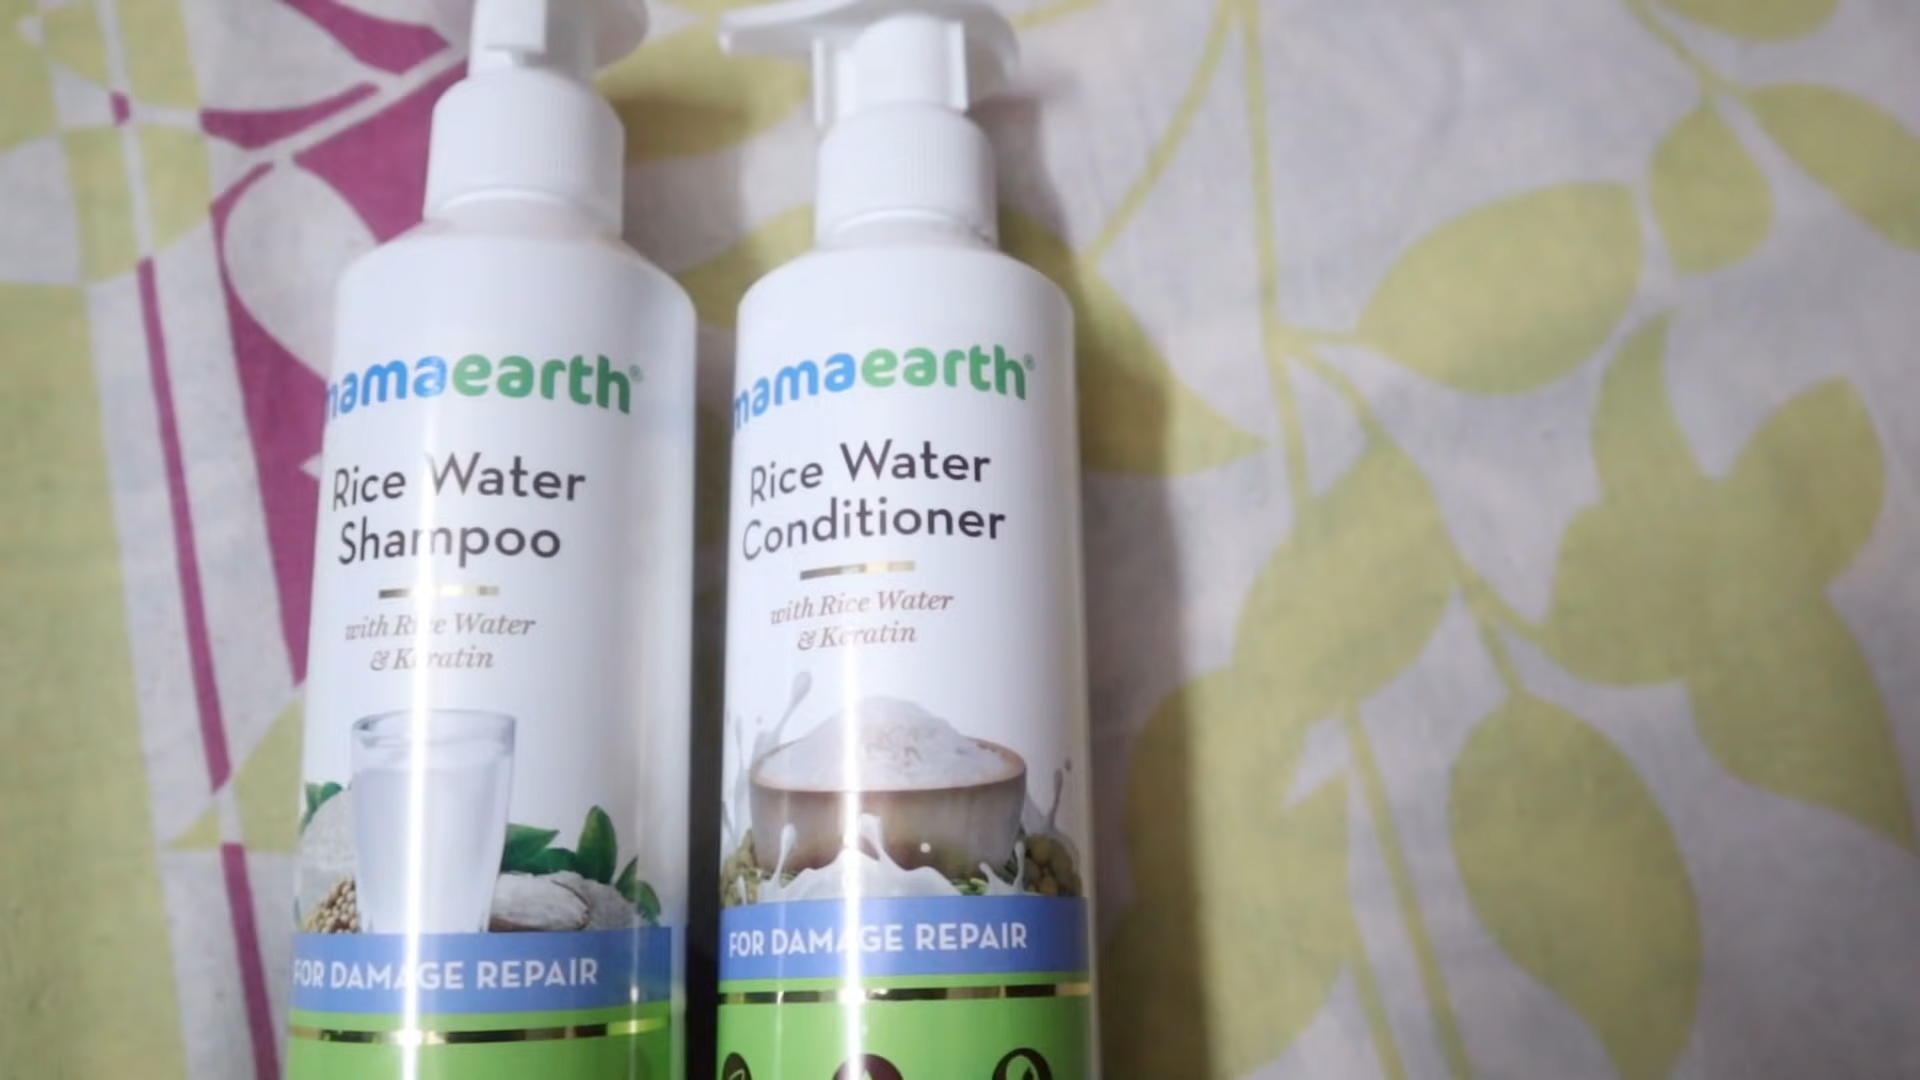 mamaearth®
Rice Water
Shampoo
with Rice Water
& Keratin
FOR DAMAGE REPAIR
mamaearth®
Rice Water
Conditioner
with Rice Water
& Keratin
FOR DAMAGE REPAIR